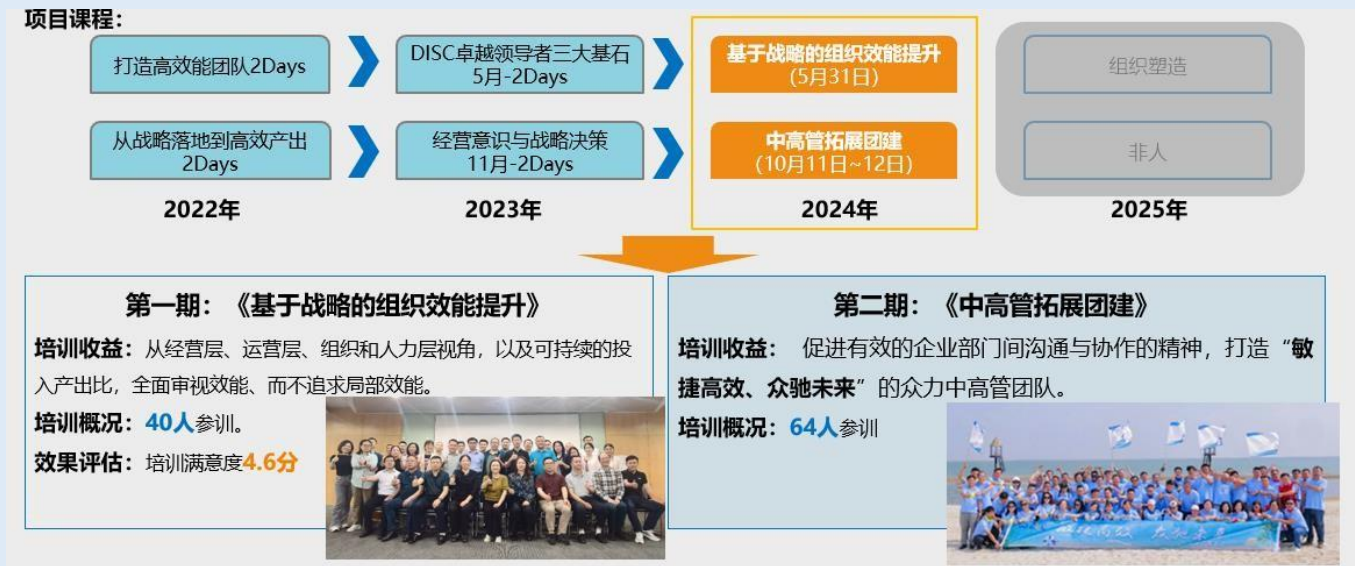 项目课程：
打造高效能团队2Days
DISC卓越领导者三大基石
5月-2Days
基于战略的组织效能提升
(5月31日)
组织塑造
从战略落地到高效产出
2Days
经营意识与战略决策
11月-2Days
中高管拓展团建
(10月11日~12日)
非人
2022年
2023年
2024年
2025年
第一期：《基于战略的组织效能提升》
培训收益：从经营层、运营层、组织和人力层视角，以及可持续的投
入产出比，全面审视效能、而不追求局部效能。
培训概况：40人参训。
效果评估：培训满意度4.6分
第二期：《中高管拓展团建》
培训收益： 促进有效的企业部门间沟通与协作的精神，打造“敏
捷高效、众驰未来”的众力中高管团队。
培训概况：64人参训
敏捷高效 众驰未来